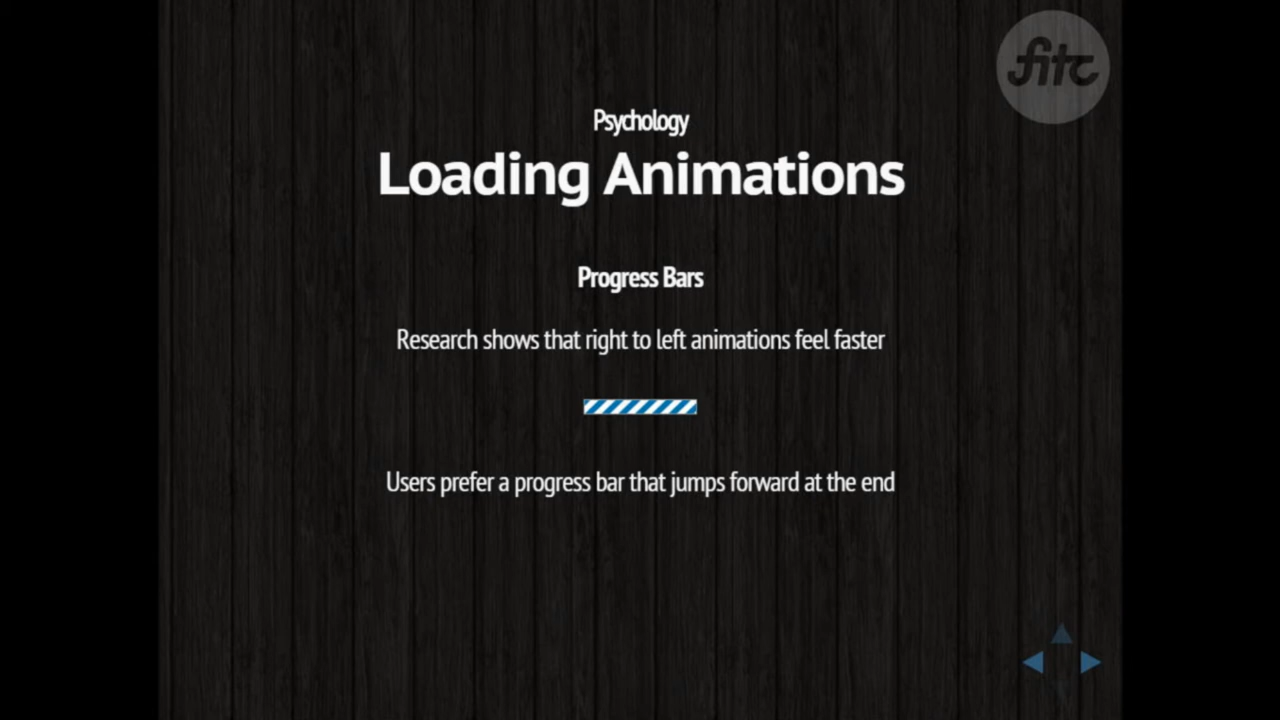 fitc
Psychology
Loading Animations
Progress Bars
Research shows that right to left animations feel faster
Users prefer a progress bar that jumps forward at the end